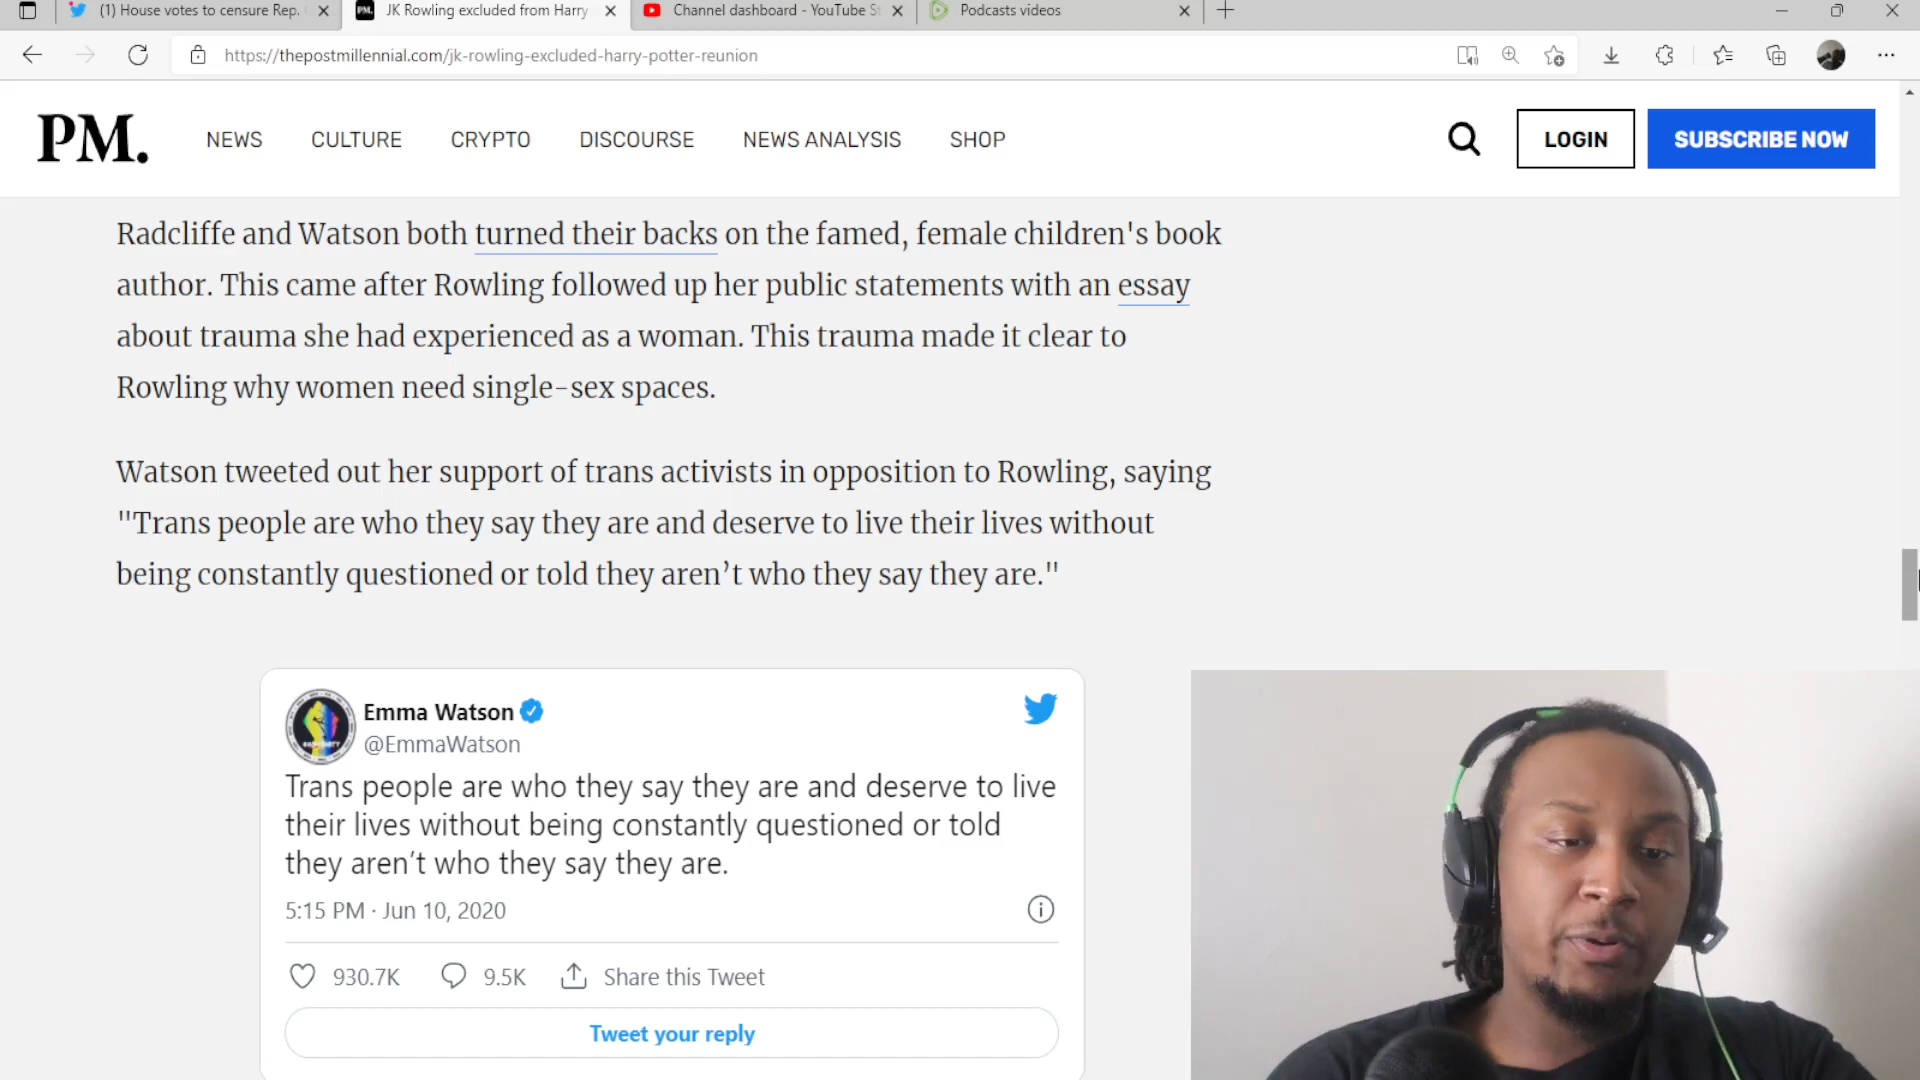 (1) House votes to censure Rep.
PM. JK Rowling excluded from Harry
Channel dashboard - YouTube St
Podcasts videos
https://thepostmillennial.com/jk-rowling-excluded-harry-potter-reunion
PM. NEWS CULTURE CRYPTO DISCOURSE NEWS ANALYSIS SHOP LOGIN SUBSCRIBE NOW
Radcliffe and Watson both turned their backs on the famed, female children's book
author. This came after Rowling followed up her public statements with an essay
about trauma she had experienced as a woman. This trauma made it clear to
Rowling why women need single-sex spaces.
Watson tweeted out her support of trans activists in opposition to Rowling, saying
"Trans people are who they say they are and deserve to live their lives without
being constantly questioned or told they aren’t who they say they are."
Emma Watson
@EmmaWatson
Trans people are who they say they are and deserve to live
their lives without being constantly questioned or told
they aren’t who they say they are.
5:15 PM · Jun 10, 2020
930.7K 9.5K Share this Tweet
Tweet your reply